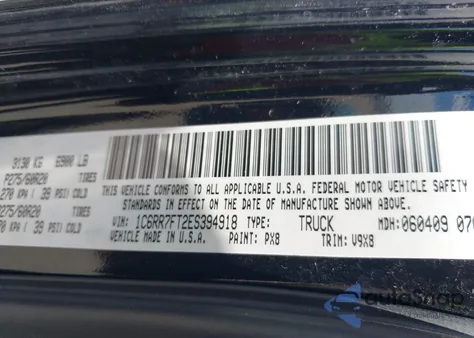 3130 KG 6900 LB
P275/60R20 TIRES
270 KPA ( 39 PSI) COLD
275/60R20 TIRES
70 KPA ( 39 PSI) COLD
THIS VEHICLE CONFORMS TO ALL APPLICABLE U.S.A. FEDERAL MOTOR VEHICLE SAFETY
STANDARDS IN EFFECT ON THE DATE OF MANUFACTURE SHOWN ABOVE.
VIN: 1C6RR7FT2ES394918 TYPE: TRUCK MDH: 060409 070
VEHICLE MADE IN U.S.A. PAINT: PX8 TRIM: V9X8
autoSnap